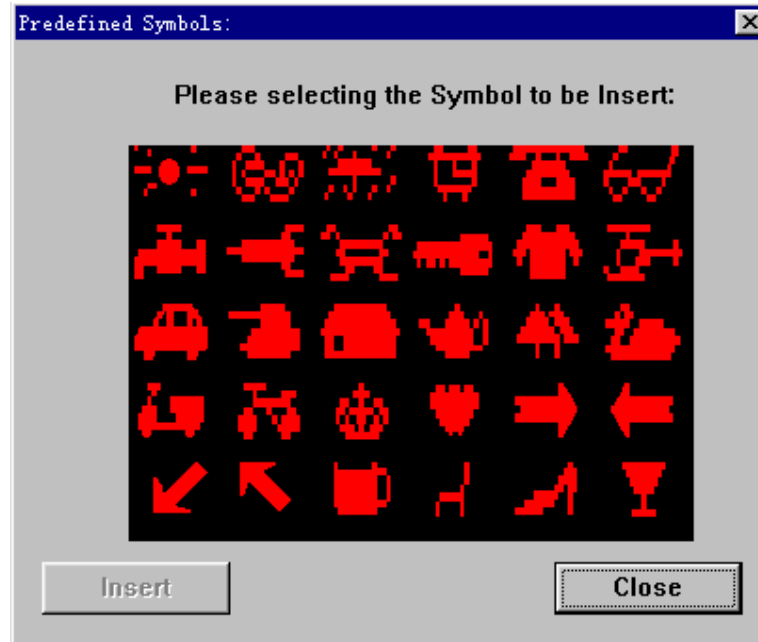 Predefined Symbols:
Please selecting the Symbol to be Insert:
Insert
Close